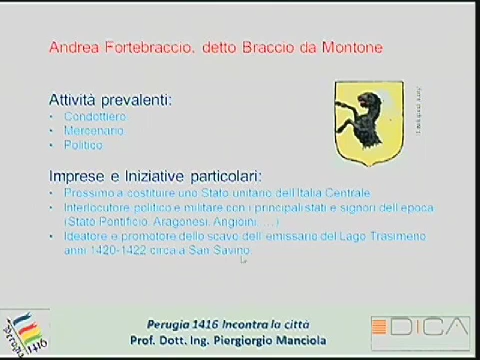 Andrea Fortebraccio, detto Braccio da Montone
Attività prevalenti:
• Condottiero
• Mercenario
• Politico
Imprese e Iniziative particolari:
• Prossimo a costituire uno Stato unitario dell'Italia Centrale
• Interlocutore politico e militare con i principali stati e signori dell'epoca
(Stato Pontificio, Aragonesi, Angioini, …)
• Ideatore e promotore dello scavo dell'emissario del Lago Trasimeno
anni 1420-1422 circa a San Savino
Perugia 1416
Perugia 1416 Incontra la città
Prof. Dott. Ing. Piergiorgio Manciola
DICA